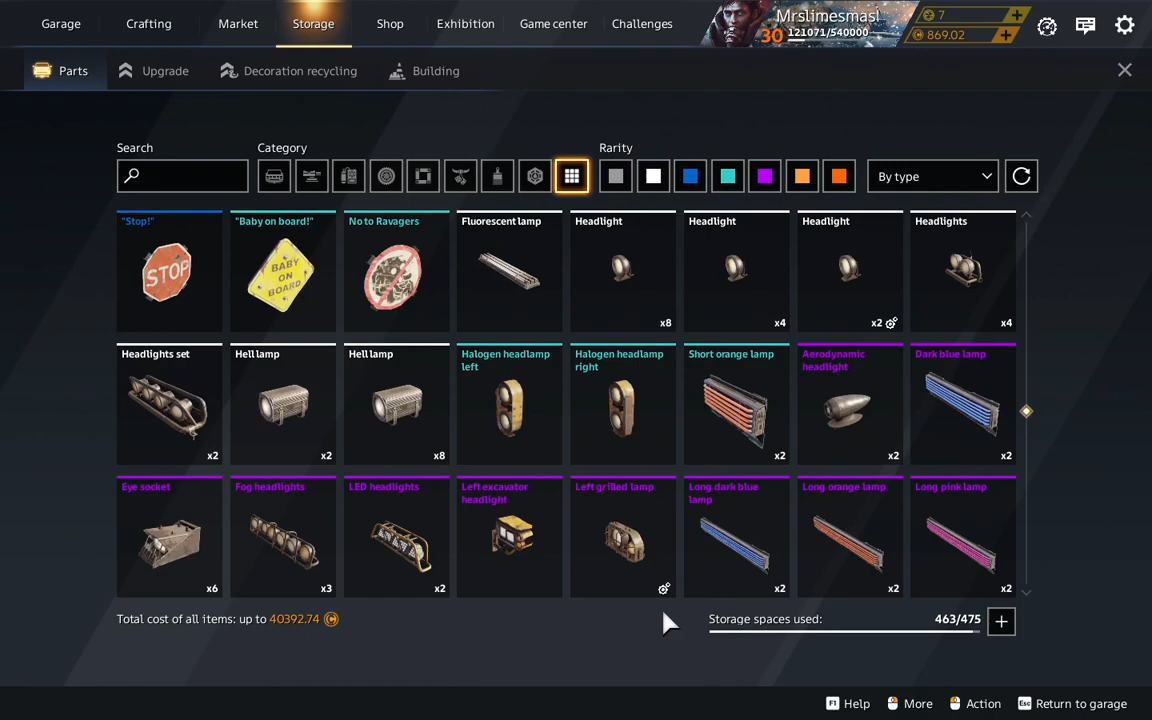 Garage Crafting Market Storage Shop Exhibition Game center Challenges
Mrslimesmasl
30 121071/540000
7
869.02
Parts Upgrade Decoration recycling Building
Search Category Rarity
By type
"Stop!" "Baby on board!" No to Ravagers Fluorescent lamp Headlight Headlight Headlight Headlights
STOP BABY ON BOARD
x8 x4 x2 x4
Headlights set Hell lamp Hell lamp Halogen headlamp left Halogen headlamp right Short orange lamp Aerodynamic headlight Dark blue lamp
x2 x2 x8 x2 x2 x2
Eye socket Fog headlights LED headlights Left excavator headlight Left grilled lamp Long dark blue lamp Long orange lamp Long pink lamp
x6 x3 x2 x2 x2 x2
Total cost of all items: up to 40392.74
Storage spaces used: 463/475
F1 Help More Action Esc Return to garage